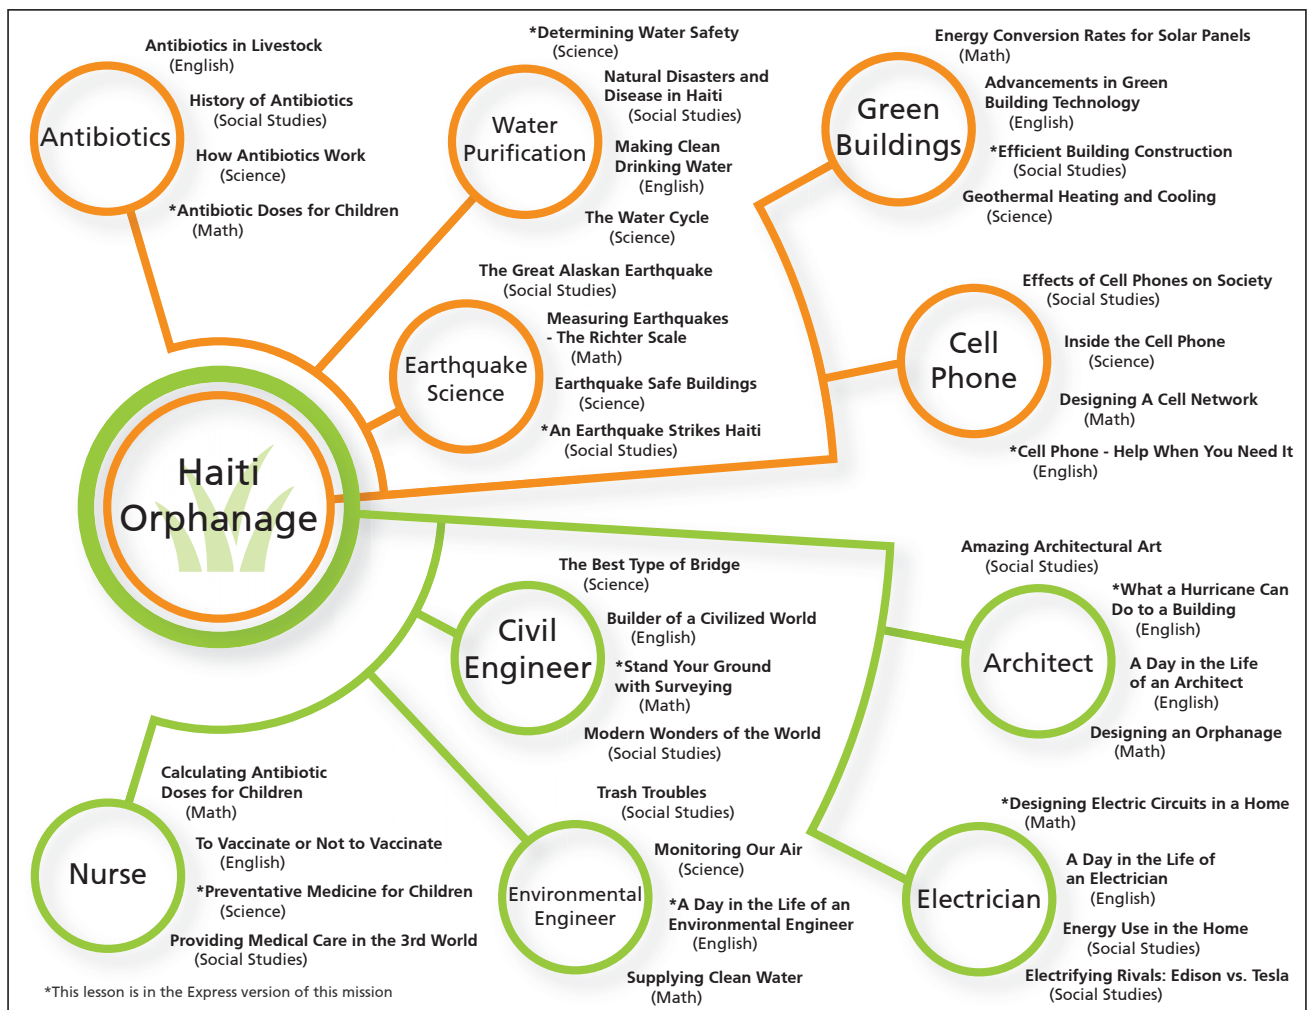 Antibiotics in Livestock
(English)
Antibiotics
History of Antibiotics
(Social Studies)
How Antibiotics Work
(Science)
*Antibiotic Doses for Children
(Math)
*Determining Water Safety
(Science)
Water
Purification
Natural Disasters and
Disease in Haiti
(Social Studies)
Making Clean
Drinking Water
(English)
The Water Cycle
(Science)
Energy Conversion Rates for Solar Panels
(Math)
Green
Buildings
Advancements in Green
Building Technology
(English)
*Efficient Building Construction
(Social Studies)
Geothermal Heating and Cooling
(Science)
The Great Alaskan Earthquake
(Social Studies)
Earthquake
Science
Measuring Earthquakes
- The Richter Scale
(Math)
Earthquake Safe Buildings
(Science)
*An Earthquake Strikes Haiti
(Social Studies)
Effects of Cell Phones on Society
(Social Studies)
Cell
Phone
Inside the Cell Phone
(Science)
Designing A Cell Network
(Math)
*Cell Phone - Help When You Need It
(English)
Haiti
Orphanage
The Best Type of Bridge
(Science)
Civil
Engineer
Builder of a Civilized World
(English)
*Stand Your Ground
with Surveying
(Math)
Modern Wonders of the World
(Social Studies)
Amazing Architectural Art
(Social Studies)
Architect
*What a Hurricane Can
Do to a Building
(English)
A Day in the Life
of an Architect
(English)
Designing an Orphanage
(Math)
Calculating Antibiotic
Doses for Children
(Math)
Nurse
To Vaccinate or Not to Vaccinate
(English)
*Preventative Medicine for Children
(Science)
Providing Medical Care in the 3rd World
(Social Studies)
Trash Troubles
(Social Studies)
Environmental
Engineer
Monitoring Our Air
(Science)
*A Day in the Life of an
Environmental Engineer
(English)
Supplying Clean Water
(Math)
*Designing Electric Circuits in a Home
(Math)
Electrician
A Day in the Life of
an Electrician
(English)
Energy Use in the Home
(Social Studies)
Electrifying Rivals: Edison vs. Tesla
(Social Studies)
*This lesson is in the Express version of this mission